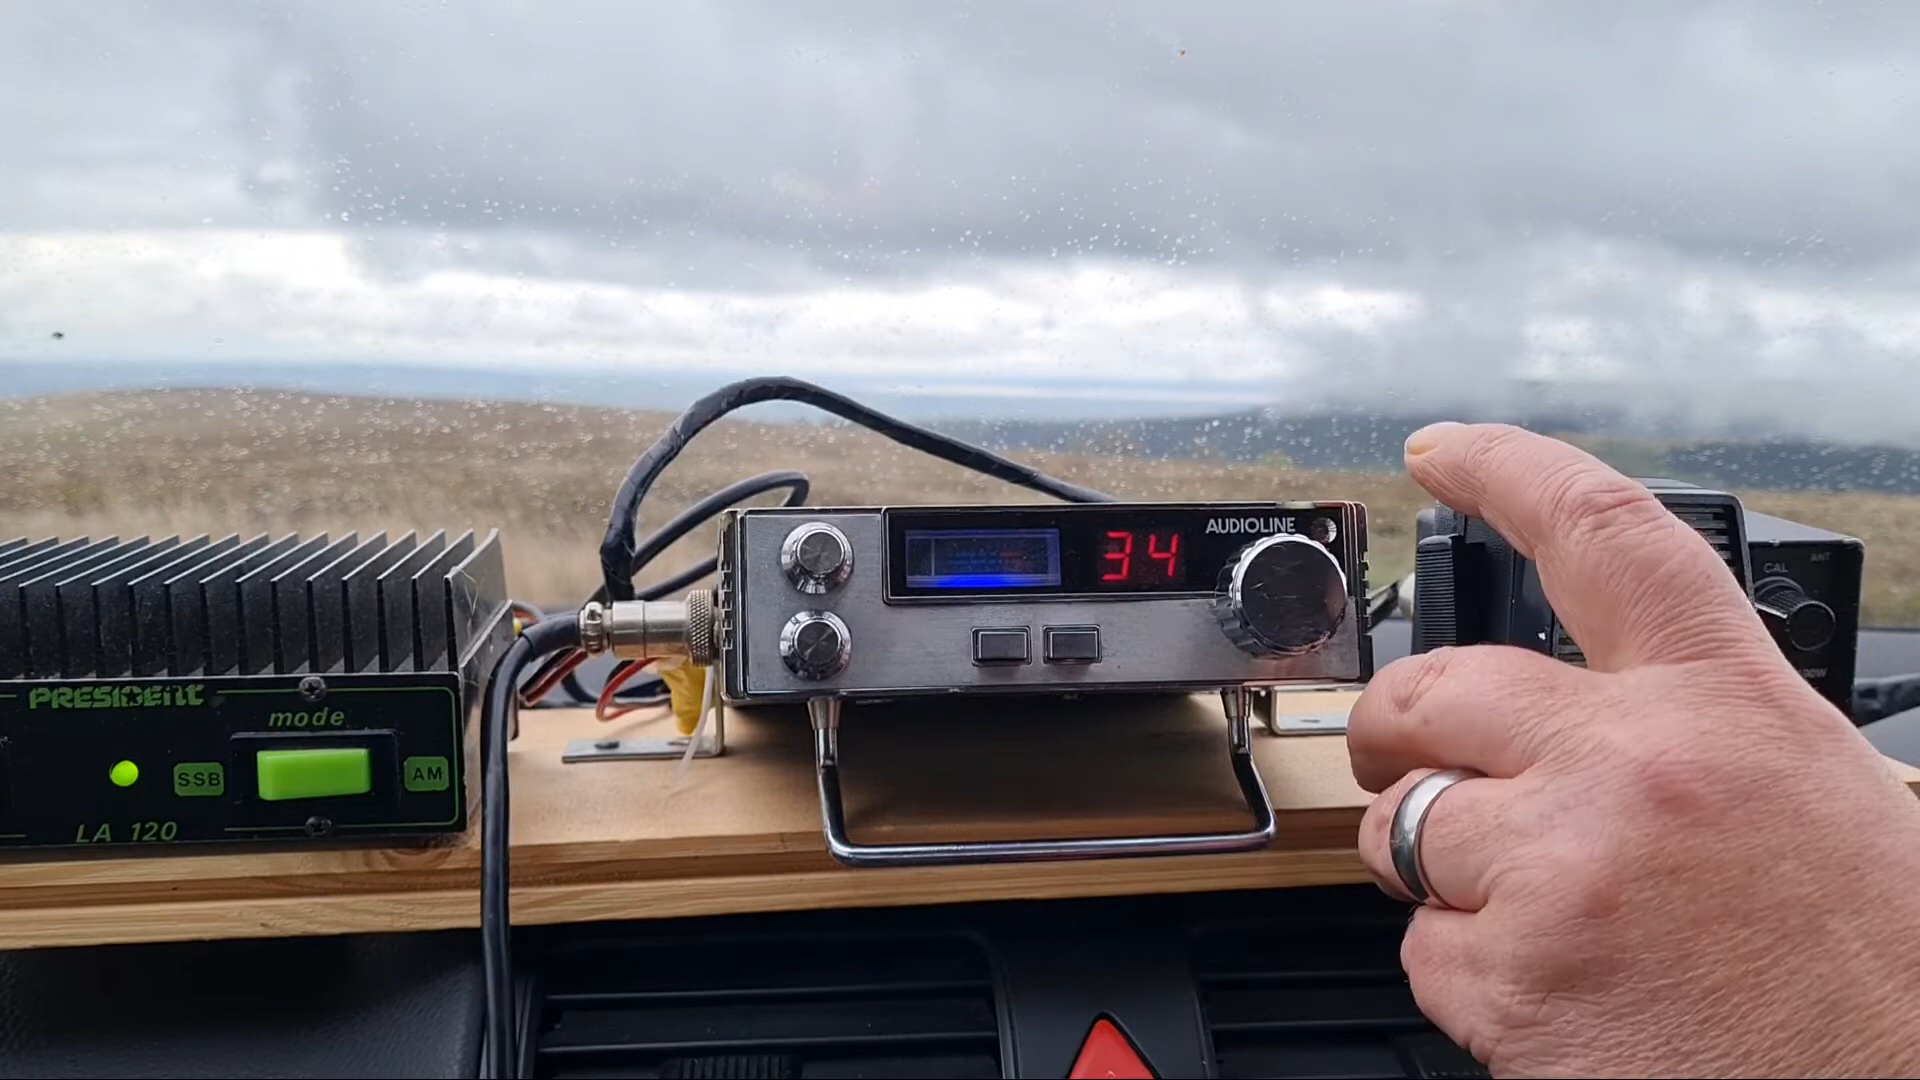 PRESIDENT
mode
SSB
AM
LA 120
34
AUDIOLINE
CAL
ANT